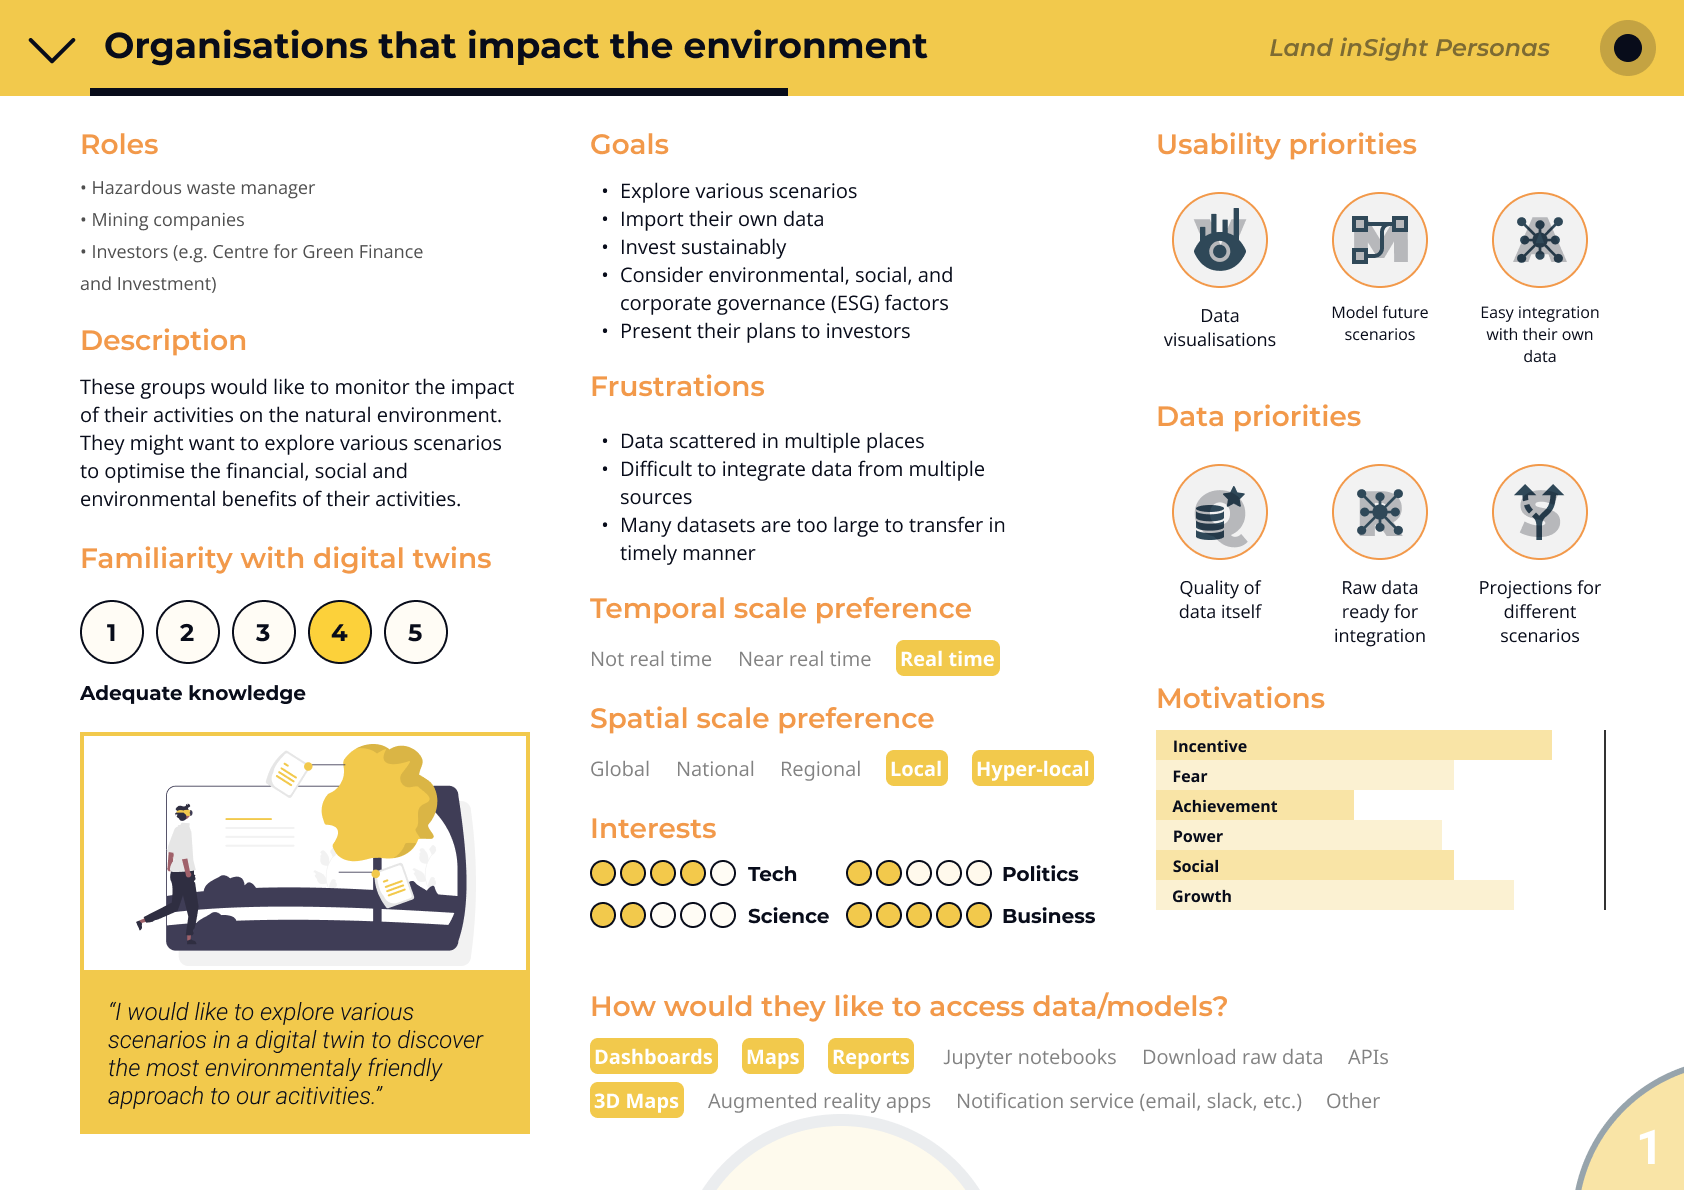 Organisations that impact the environment
Land inSight Personas
Roles
• Hazardous waste manager
• Mining companies
• Investors (e.g. Centre for Green Finance
and Investment)
Description
These groups would like to monitor the impact
of their activities on the natural environment.
They might want to explore various scenarios
to optimise the financial, social and
environmental benefits of their activities.
Familiarity with digital twins
1 2 3 4 5
Adequate knowledge
“I would like to explore various
scenarios in a digital twin to discover
the most environmentaly friendly
approach to our acitivities.”
Goals
• Explore various scenarios
• Import their own data
• Invest sustainably
• Consider environmental, social, and
corporate governance (ESG) factors
• Present their plans to investors
Frustrations
• Data scattered in multiple places
• Difficult to integrate data from multiple
sources
• Many datasets are too large to transfer in
timely manner
Temporal scale preference
Not real time Near real time Real time
Spatial scale preference
Global National Regional Local Hyper-local
Interests
Tech Politics
Science Business
How would they like to access data/models?
Dashboards Maps Reports Jupyter notebooks Download raw data APIs
3D Maps Augmented reality apps Notification service (email, slack, etc.) Other
Usability priorities
V M A
Data
visualisations
Model future
scenarios
Easy integration
with their own
data
Data priorities
Q R S
Quality of
data itself
Raw data
ready for
integration
Projections for
different
scenarios
Motivations
Incentive
Fear
Achievement
Power
Social
Growth
1